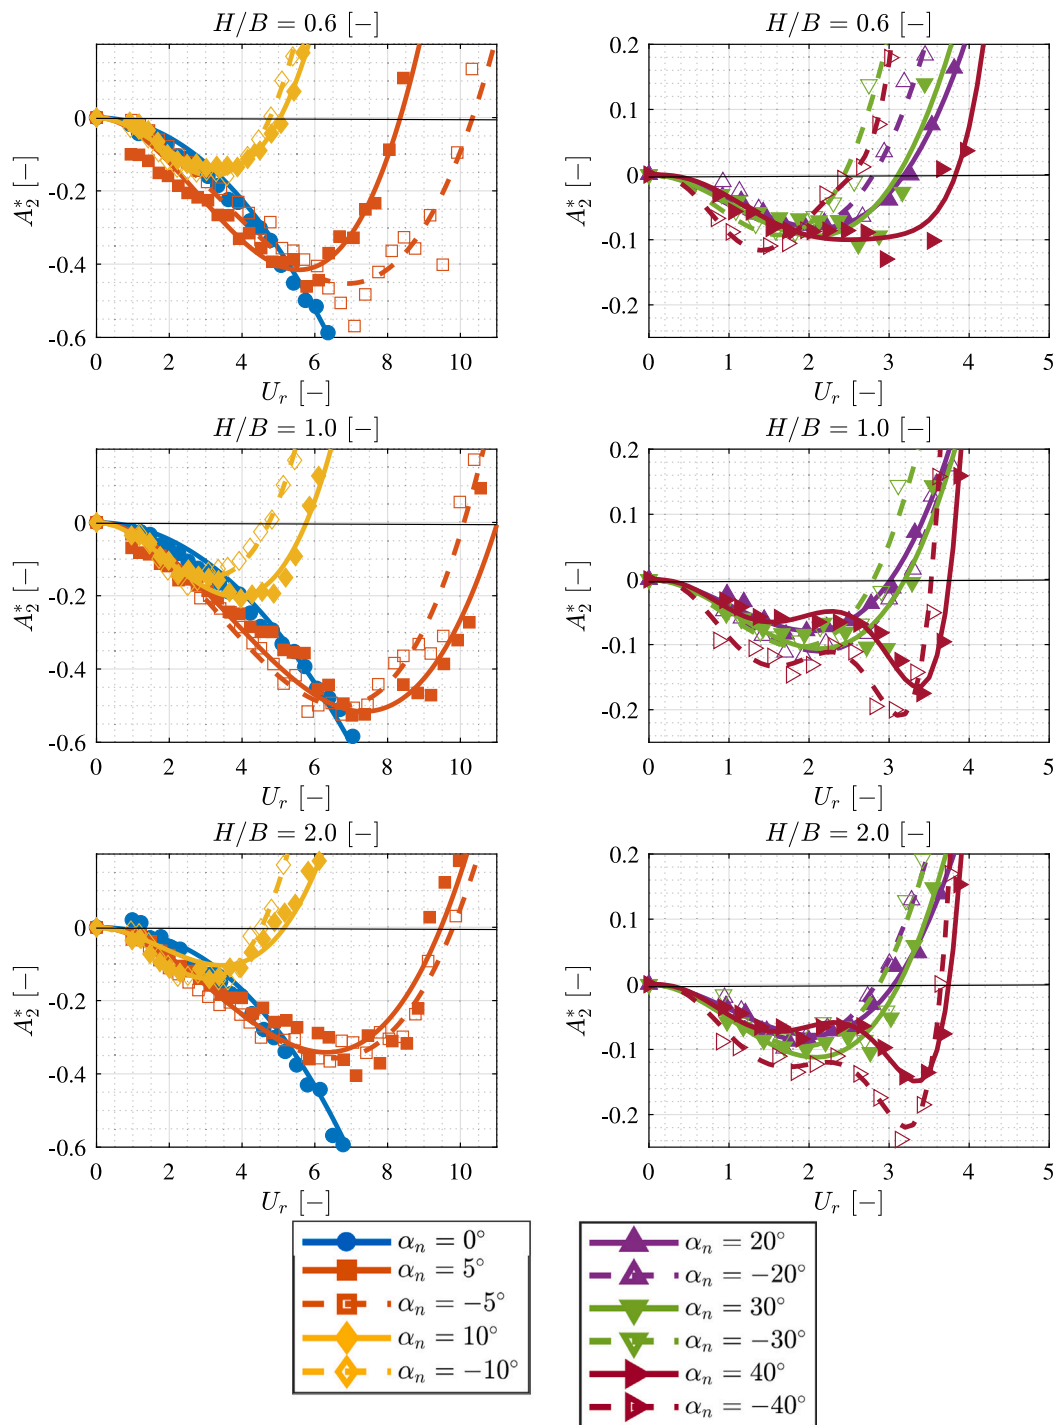 H/B = 0.6 [−]
H/B = 0.6 [−]
0
-0.2
-0.4
-0.6
A₂* [−]
0 2 4 6 8 10
U_r [−]
0.2
0.1
0
-0.1
-0.2
A₂* [−]
0 1 2 3 4 5
U_r [−]
H/B = 1.0 [−]
H/B = 1.0 [−]
0
-0.2
-0.4
-0.6
A₂* [−]
0 2 4 6 8 10
U_r [−]
0.2
0.1
0
-0.1
-0.2
A₂* [−]
0 1 2 3 4 5
U_r [−]
H/B = 2.0 [−]
H/B = 2.0 [−]
0
-0.2
-0.4
-0.6
A₂* [−]
0 2 4 6 8 10
U_r [−]
0.2
0.1
0
-0.1
-0.2
A₂* [−]
0 1 2 3 4 5
U_r [−]
α_n = 0°
α_n = 5°
α_n = −5°
α_n = 10°
α_n = −10°
α_n = 20°
α_n = −20°
α_n = 30°
α_n = −30°
α_n = 40°
α_n = −40°